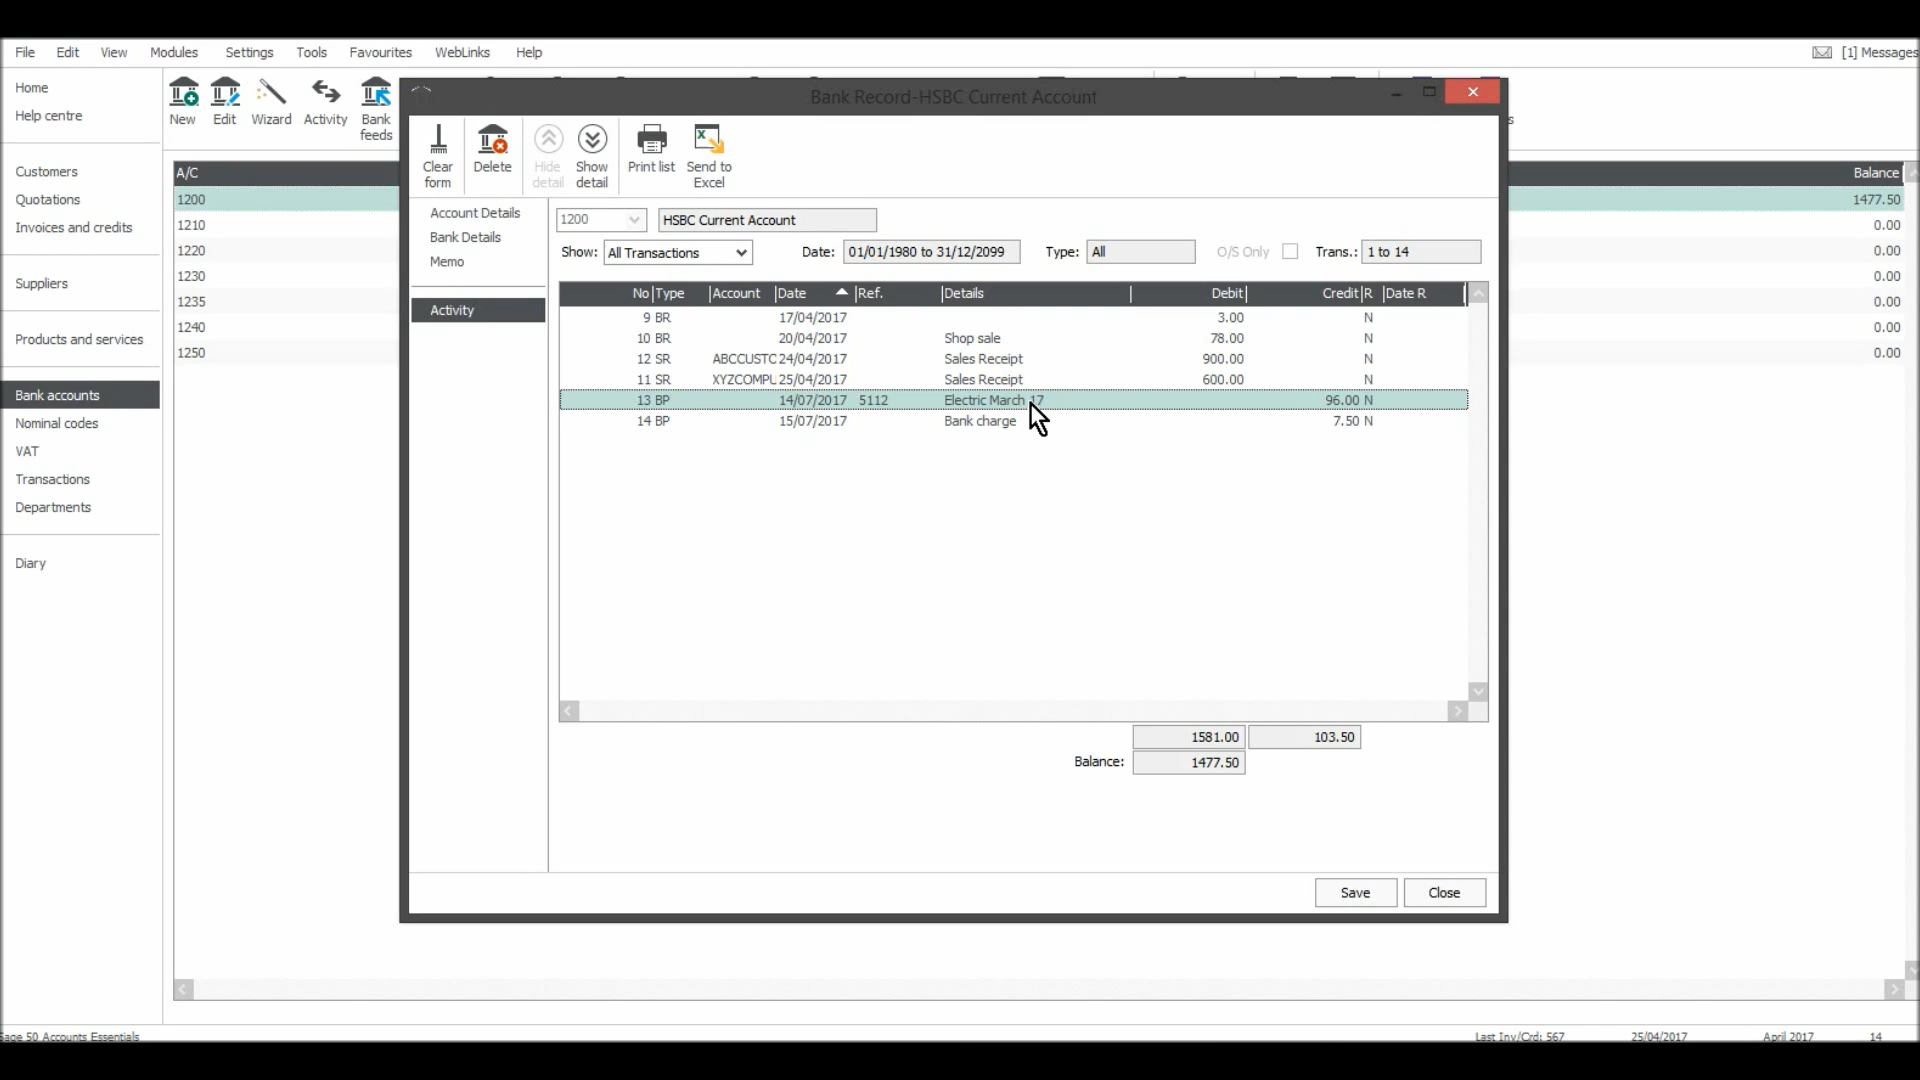 File Edit View Modules Settings Tools Favourites WebLinks Help [1] Messages
Home
Help centre
Customers
Quotations
Invoices and credits
Suppliers
Products and services
Bank accounts
Nominal codes
VAT
Transactions
Departments
Diary
New Edit Wizard Activity Bank feeds
A/C Balance
1200 1477.50
1210 0.00
1220 0.00
1230 0.00
1235 0.00
1240 0.00
1250 0.00
Bank Record-HSBC Current Account
Clear form Delete Hide detail Show detail Print list Send to Excel
Account Details
Bank Details
Memo
Activity
1200 HSBC Current Account
Show: All Transactions Date: 01/01/1980 to 31/12/2099 Type: All O/S Only Trans.: 1 to 14
No Type Account Date Ref. Details Debit Credit R Date R
9 BR 17/04/2017 3.00 N
10 BR 20/04/2017 Shop sale 78.00 N
12 SR ABCCUSTO 24/04/2017 Sales Receipt 900.00 N
11 SR XYZCOMPU 25/04/2017 Sales Receipt 600.00 N
13 BP 14/07/2017 5112 Electric March 17 96.00 N
14 BP 15/07/2017 Bank charge 7.50 N
1581.00 103.50
Balance: 1477.50
Save Close
Sage 50 Accounts Essentials Last Inv/Crd: 567 25/04/2017 April 2017 14